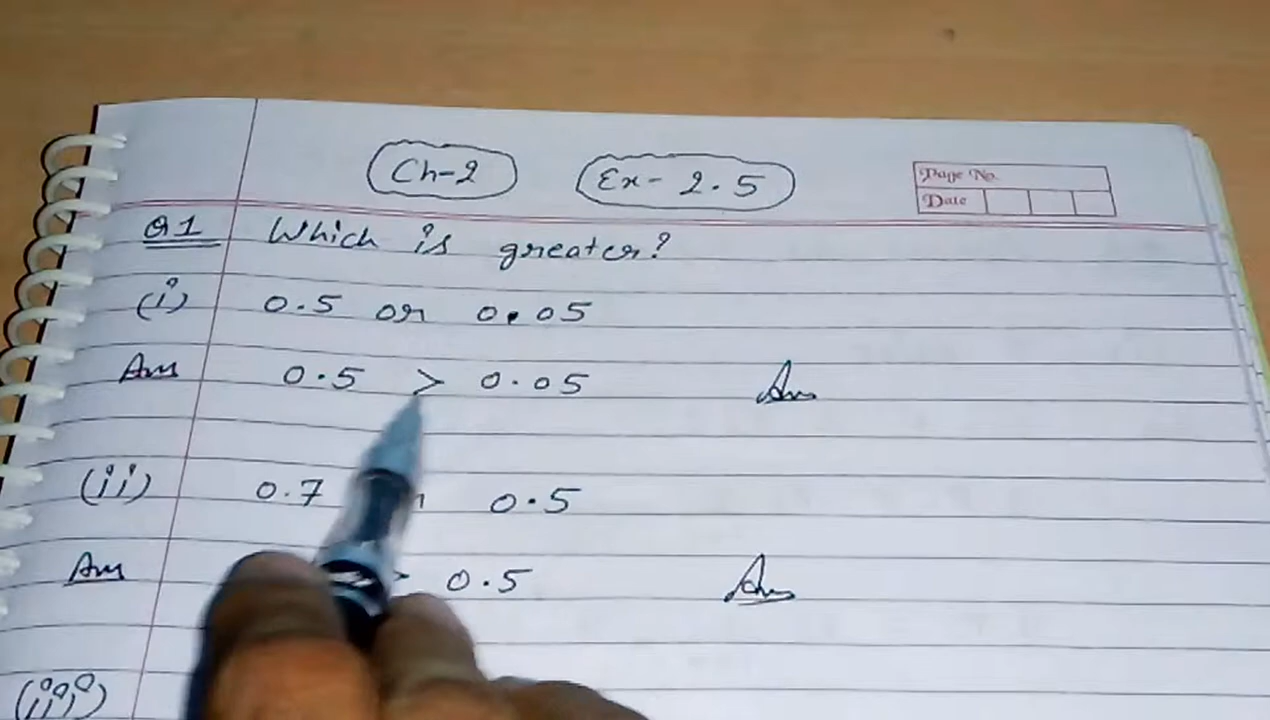 Ch-2 Ex- 2.5
Page No.
Date
Q1 Which is greater?
(i) 0.5 or 0.05
Ans 0.5 > 0.05 Ans
(ii) 0.7 0.5
Ans > 0.5 Ans
(iii)